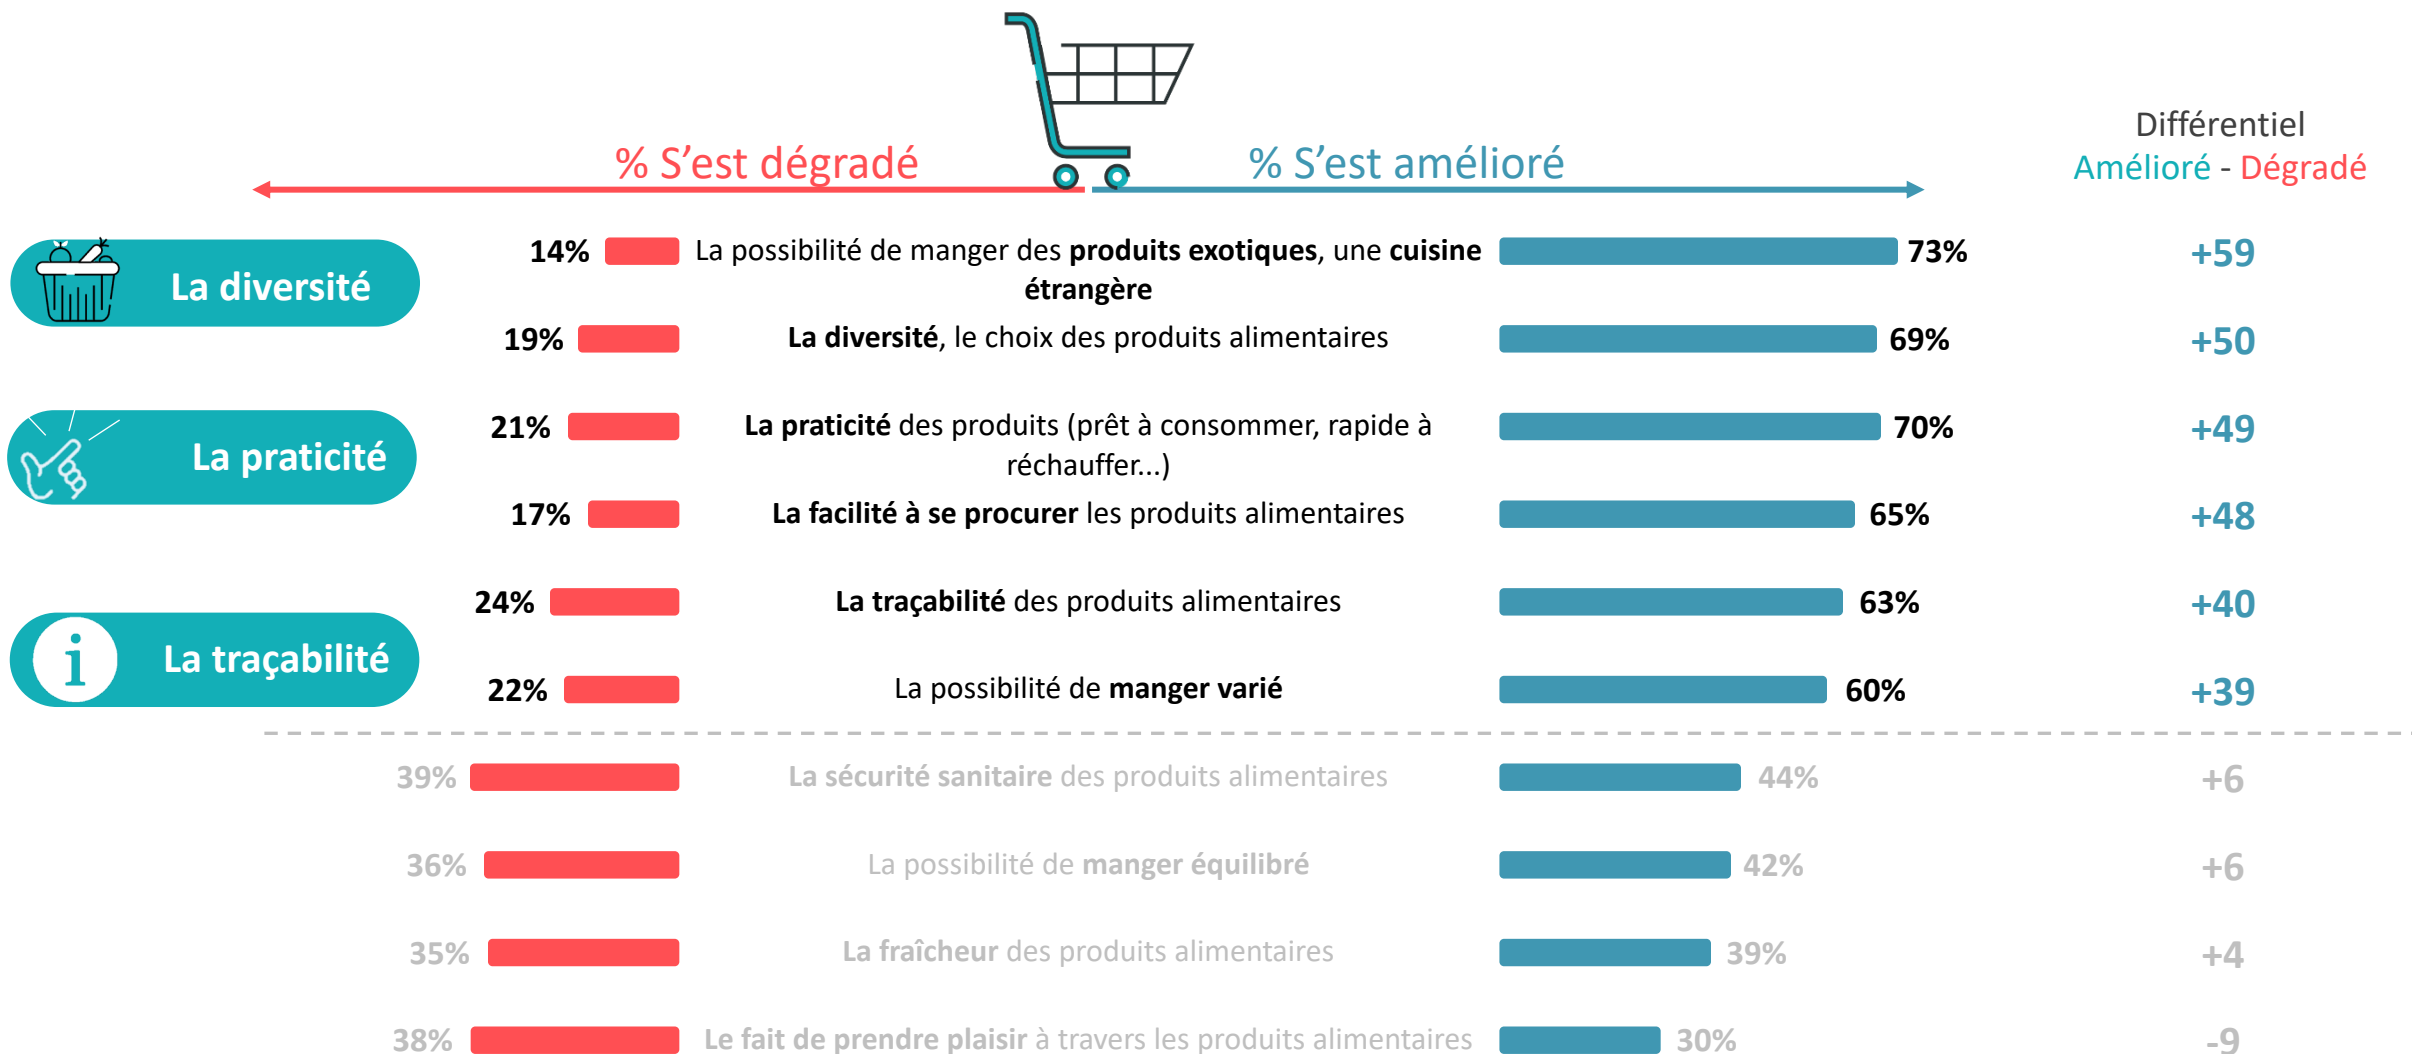 Différentiel
% S’est dégradé
% S’est amélioré
Amélioré - Dégradé
La diversité
14%
La possibilité de manger des produits exotiques, une cuisine
étrangère
73%
+59
19%
La diversité, le choix des produits alimentaires
69%
+50
La praticité
21%
La praticité des produits (prêt à consommer, rapide à
réchauffer...)
70%
+49
17%
La facilité à se procurer les produits alimentaires
65%
+48
i
La traçabilité
24%
La traçabilité des produits alimentaires
63%
+40
22%
La possibilité de manger varié
60%
+39
39%
La sécurité sanitaire des produits alimentaires
44%
+6
36%
La possibilité de manger équilibré
42%
+6
35%
La fraîcheur des produits alimentaires
39%
+4
38%
Le fait de prendre plaisir à travers les produits alimentaires
30%
-9